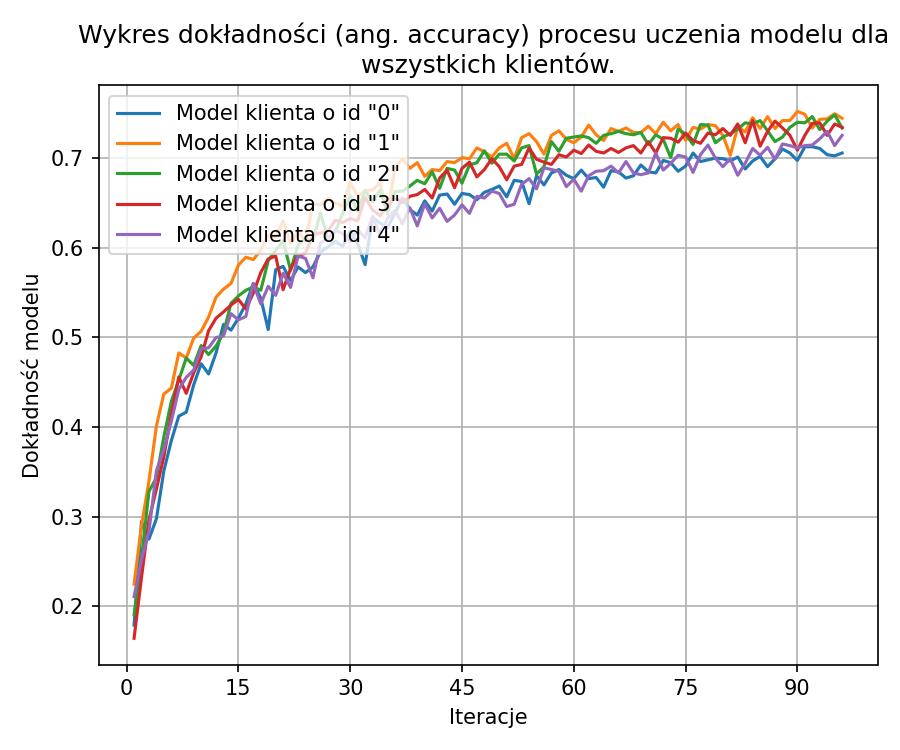 Wykres dokładności (ang. accuracy) procesu uczenia modelu dla
wszystkich klientów.
Model klienta o id "0"
Model klienta o id "1"
Model klienta o id "2"
Model klienta o id "3"
Model klienta o id "4"
Dokładność modelu
0.7
0.6
0.5
0.4
0.3
0.2
0 15 30 45 60 75 90
Iteracje